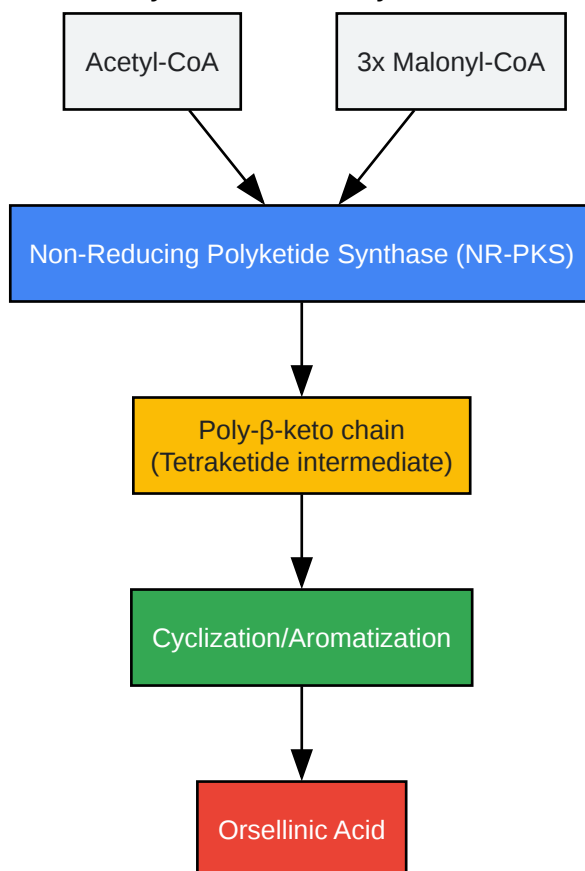 Acetyl-CoA
3x Malonyl-CoA
Non-Reducing Polyketide Synthase (NR-PKS)
Poly-β-keto chain
(Tetraketide intermediate)
Cyclization/Aromatization
Orsellinic Acid